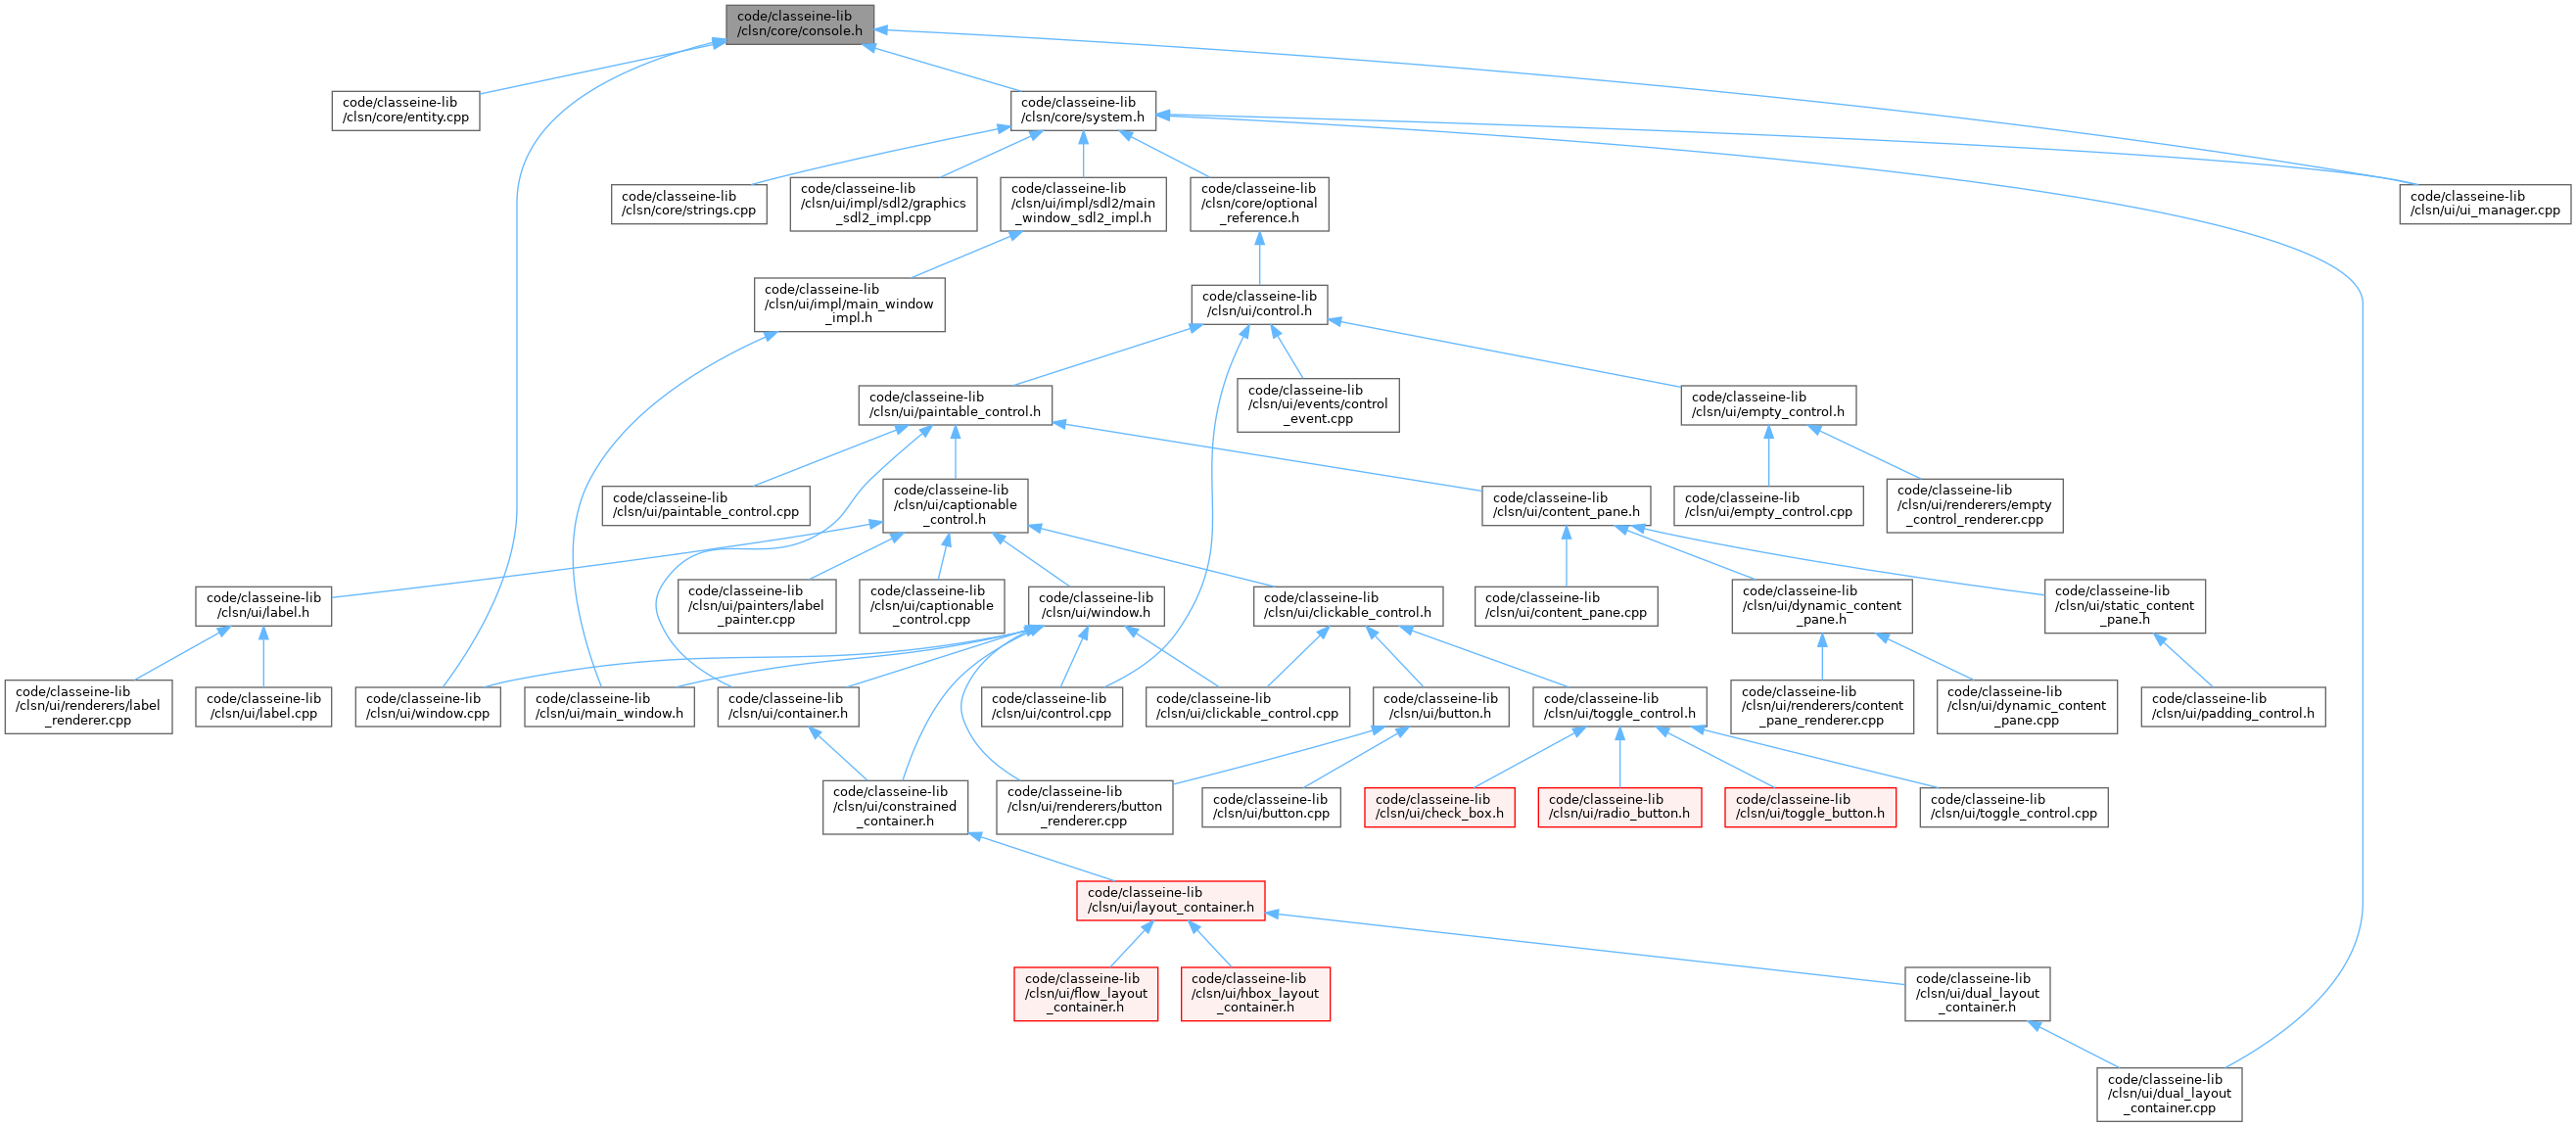 code/classeine-lib
/clsn/core/console.h
code/classeine-lib
/clsn/core/entity.cpp
code/classeine-lib
/clsn/core/system.h
code/classeine-lib
/clsn/core/strings.cpp
code/classeine-lib
/clsn/ui/impl/sdl2/graphics
_sdl2_impl.cpp
code/classeine-lib
/clsn/ui/impl/sdl2/main
_window_sdl2_impl.h
code/classeine-lib
/clsn/core/optional
_reference.h
code/classeine-lib
/clsn/ui/ui_manager.cpp
code/classeine-lib
/clsn/ui/impl/main_window
_impl.h
code/classeine-lib
/clsn/ui/control.h
code/classeine-lib
/clsn/ui/paintable_control.h
code/classeine-lib
/clsn/ui/events/control
_event.cpp
code/classeine-lib
/clsn/ui/empty_control.h
code/classeine-lib
/clsn/ui/paintable_control.cpp
code/classeine-lib
/clsn/ui/captionable
_control.h
code/classeine-lib
/clsn/ui/content_pane.h
code/classeine-lib
/clsn/ui/empty_control.cpp
code/classeine-lib
/clsn/ui/renderers/empty
_control_renderer.cpp
code/classeine-lib
/clsn/ui/label.h
code/classeine-lib
/clsn/ui/painters/label
_painter.cpp
code/classeine-lib
/clsn/ui/captionable
_control.cpp
code/classeine-lib
/clsn/ui/window.h
code/classeine-lib
/clsn/ui/clickable_control.h
code/classeine-lib
/clsn/ui/content_pane.cpp
code/classeine-lib
/clsn/ui/dynamic_content
_pane.h
code/classeine-lib
/clsn/ui/static_content
_pane.h
code/classeine-lib
/clsn/ui/renderers/label
_renderer.cpp
code/classeine-lib
/clsn/ui/label.cpp
code/classeine-lib
/clsn/ui/window.cpp
code/classeine-lib
/clsn/ui/main_window.h
code/classeine-lib
/clsn/ui/container.h
code/classeine-lib
/clsn/ui/control.cpp
code/classeine-lib
/clsn/ui/clickable_control.cpp
code/classeine-lib
/clsn/ui/button.h
code/classeine-lib
/clsn/ui/toggle_control.h
code/classeine-lib
/clsn/ui/renderers/content
_pane_renderer.cpp
code/classeine-lib
/clsn/ui/dynamic_content
_pane.cpp
code/classeine-lib
/clsn/ui/padding_control.h
code/classeine-lib
/clsn/ui/constrained
_container.h
code/classeine-lib
/clsn/ui/renderers/button
_renderer.cpp
code/classeine-lib
/clsn/ui/button.cpp
code/classeine-lib
/clsn/ui/check_box.h
code/classeine-lib
/clsn/ui/radio_button.h
code/classeine-lib
/clsn/ui/toggle_button.h
code/classeine-lib
/clsn/ui/toggle_control.cpp
code/classeine-lib
/clsn/ui/layout_container.h
code/classeine-lib
/clsn/ui/flow_layout
_container.h
code/classeine-lib
/clsn/ui/hbox_layout
_container.h
code/classeine-lib
/clsn/ui/dual_layout
_container.h
code/classeine-lib
/clsn/ui/dual_layout
_container.cpp